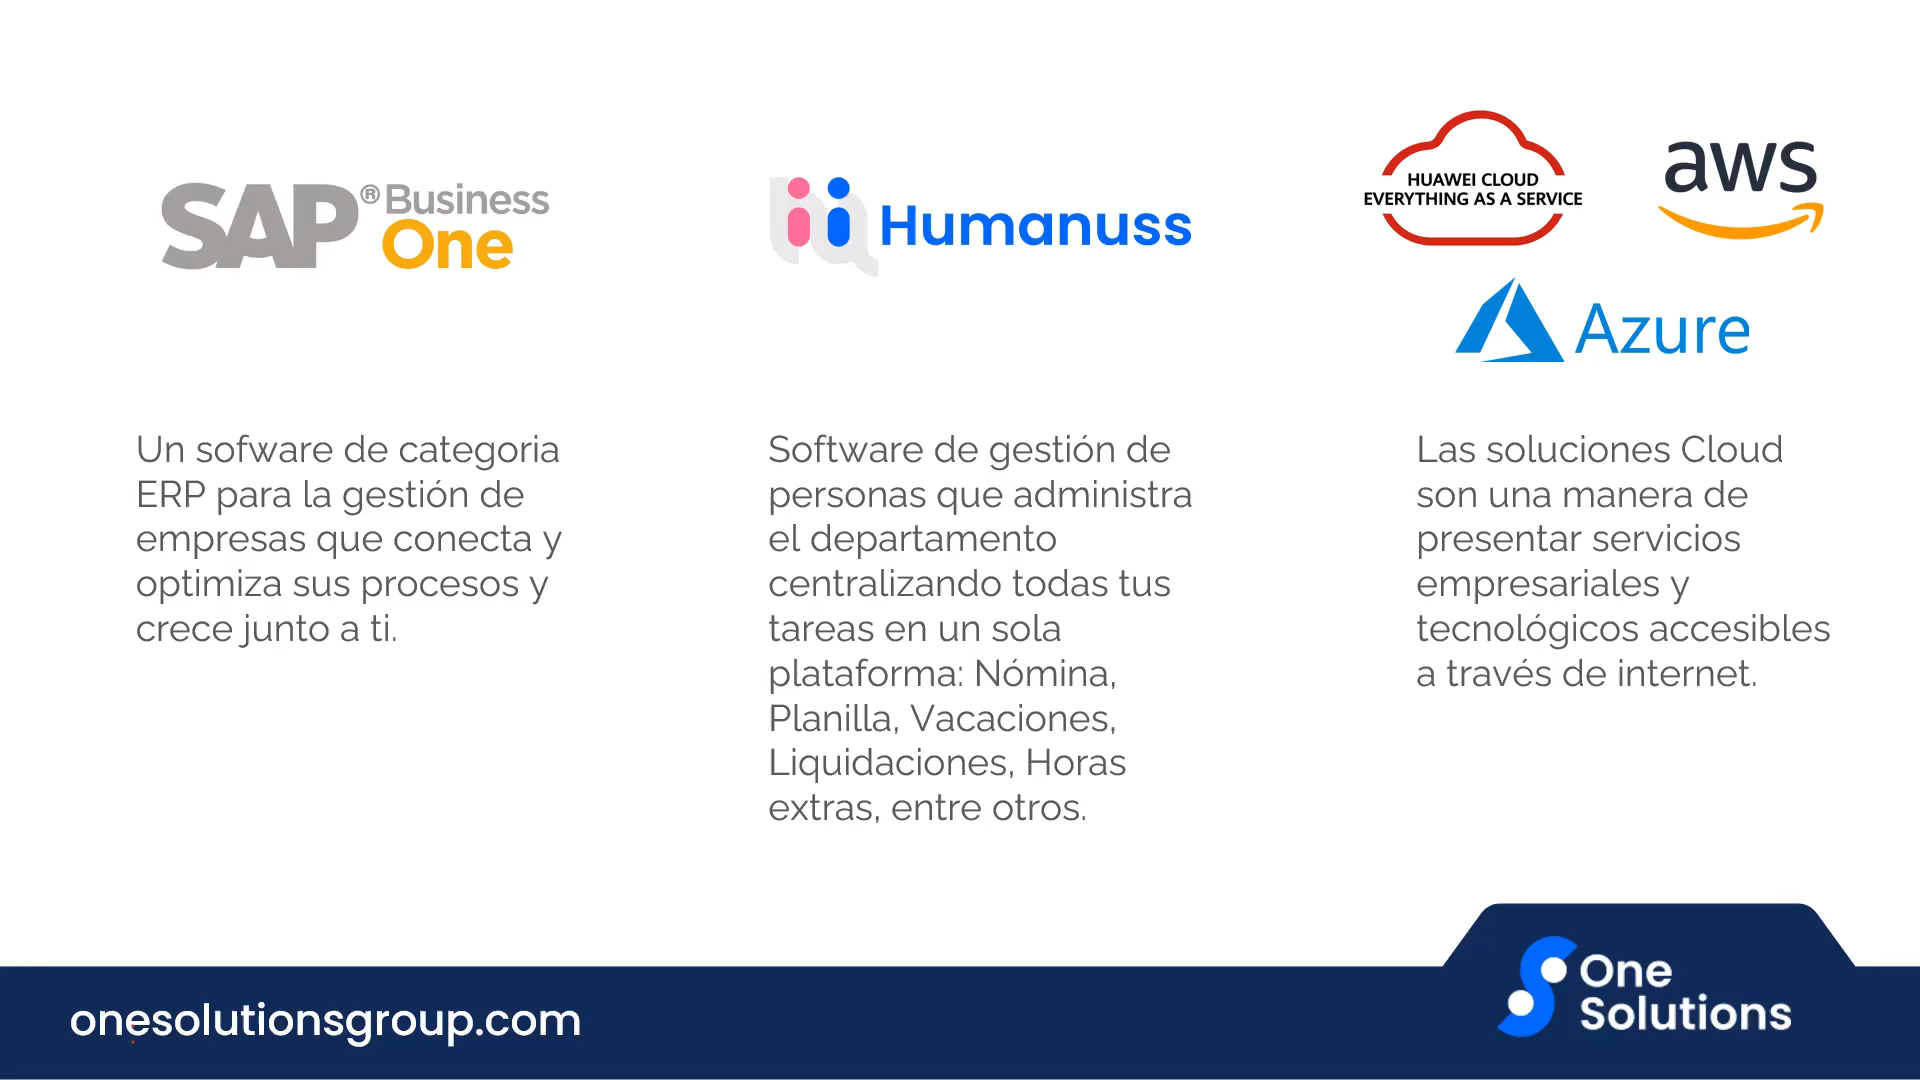 SAP® Business
One
Humanuss
HUAWEI CLOUD
EVERYTHING AS A SERVICE
aws
Azure
Un sofware de categoria
ERP para la gestión de
empresas que conecta y
optimiza sus procesos y
crece junto a ti.
Software de gestión de
personas que administra
el departamento
centralizando todas tus
tareas en un sola
plataforma: Nómina,
Planilla, Vacaciones,
Liquidaciones, Horas
extras, entre otros.
Las soluciones Cloud
son una manera de
presentar servicios
empresariales y
tecnológicos accesibles
a través de internet.
onesolutionsgroup.com
One
Solutions